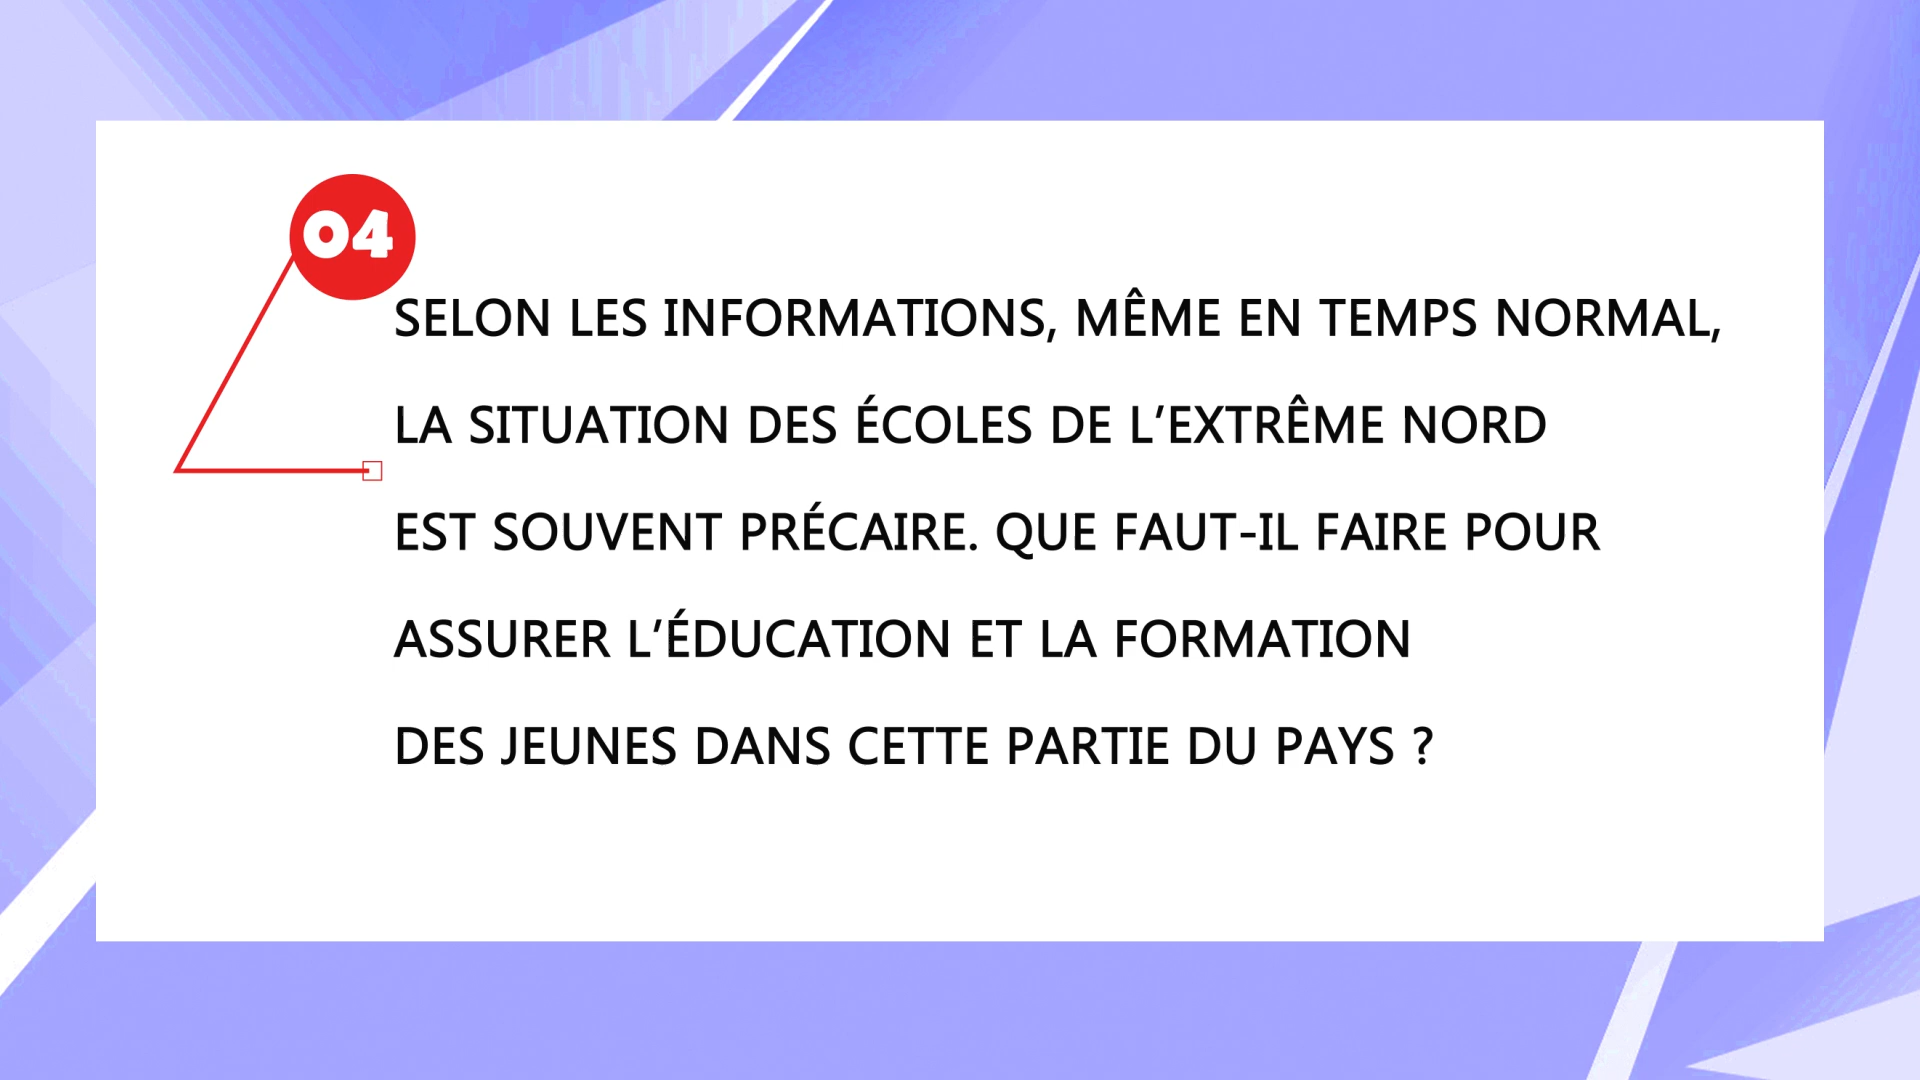 04
SELON LES INFORMATIONS, MÊME EN TEMPS NORMAL,
LA SITUATION DES ÉCOLES DE L’EXTRÊME NORD
EST SOUVENT PRÉCAIRE. QUE FAUT-IL FAIRE POUR
ASSURER L’ÉDUCATION ET LA FORMATION
DES JEUNES DANS CETTE PARTIE DU PAYS ?